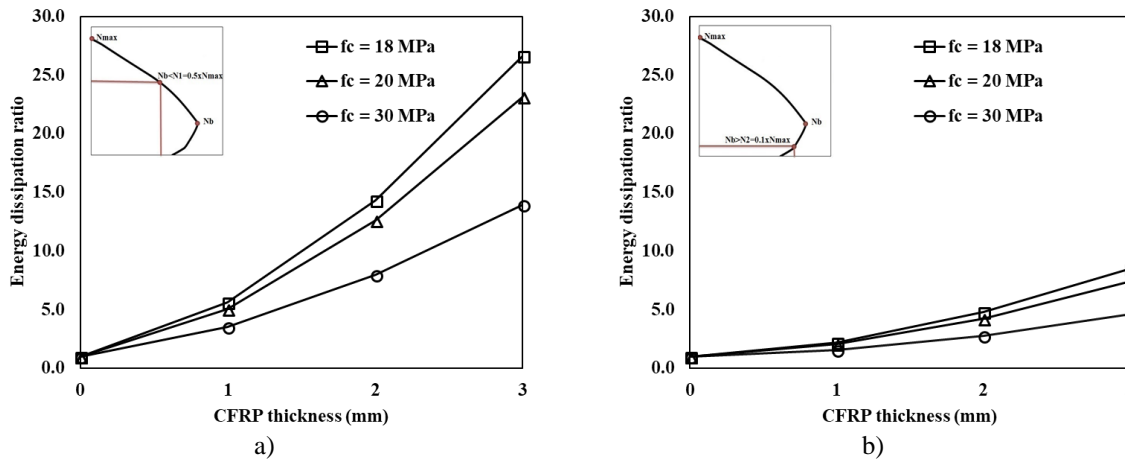 30.0
25.0
20.0
15.0
10.0
5.0
0.0
Energy dissipation ratio
Nmax
Nb<N1=0.5xNmax
Nb
fc = 18 MPa
fc = 20 MPa
fc = 30 MPa
0 1 2 3
CFRP thickness (mm)
a)
30.0
25.0
20.0
15.0
10.0
5.0
0.0
Energy dissipation ratio
Nmax
Nb
Nb>N2=0.1xNmax
fc = 18 MPa
fc = 20 MPa
fc = 30 MPa
0 1 2
CFRP thickness (mm)
b)